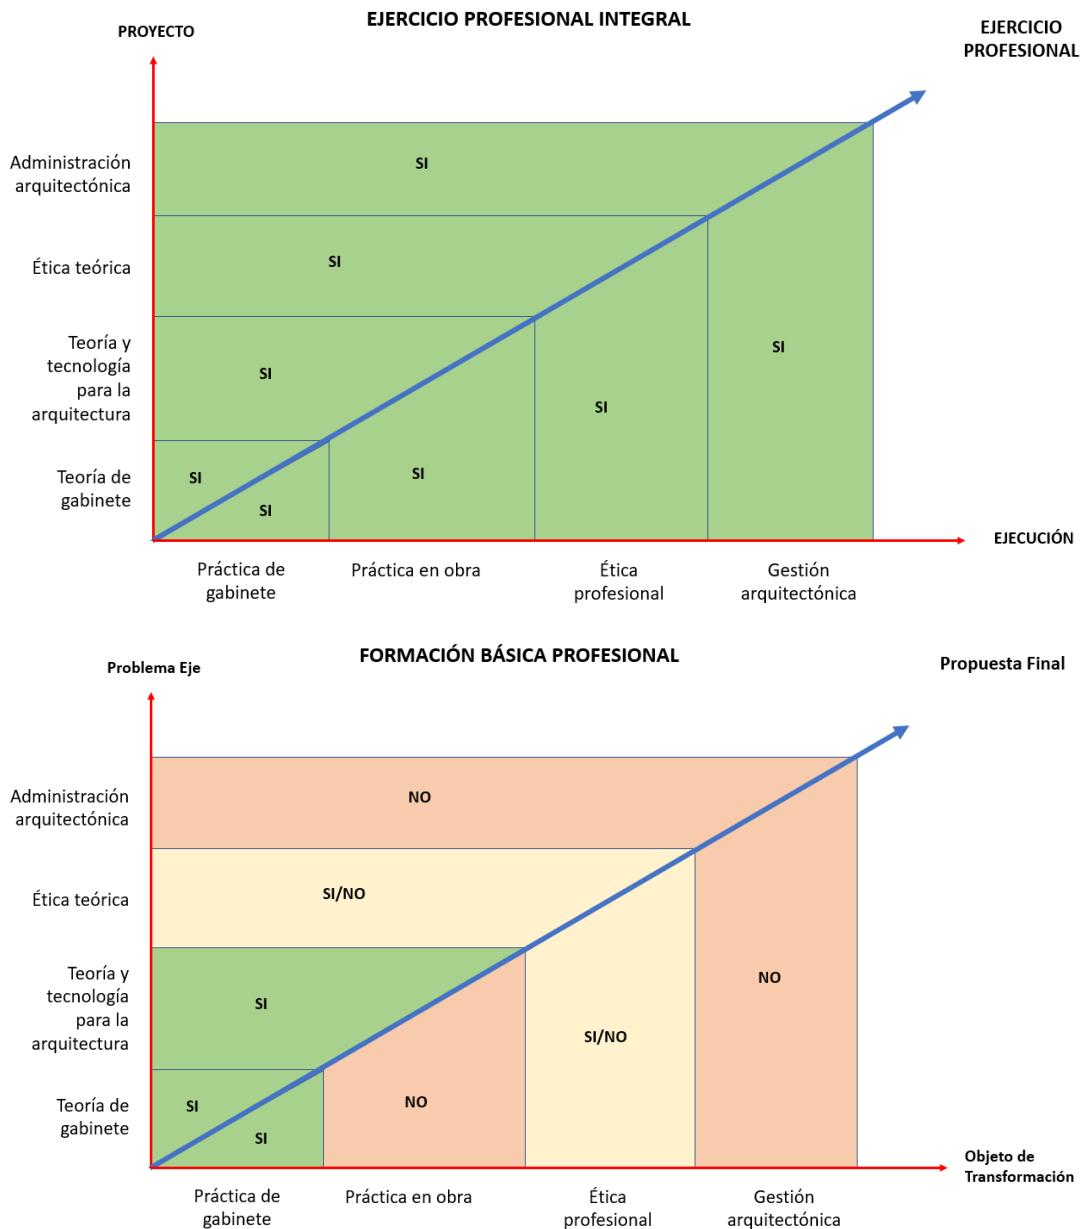 EJERCICIO PROFESIONAL INTEGRAL
PROYECTO
EJERCICIO
PROFESIONAL
Administración
arquitectónica
SI
Ética teórica
SI
Teoría y
tecnología
para la
arquitectura
SI
SI
SI
Teoría de
gabinete
SI
SI
SI
EJECUCIÓN
Práctica de
gabinete
Práctica en obra
Ética
profesional
Gestión
arquitectónica
FORMACIÓN BÁSICA PROFESIONAL
Problema Eje
Propuesta Final
Administración
arquitectónica
NO
Ética teórica
SI/NO
Teoría y
tecnología
para la
arquitectura
SI
NO
SI/NO
Teoría de
gabinete
SI
SI
NO
Objeto de
Transformación
Práctica de
gabinete
Práctica en obra
Ética
profesional
Gestión
arquitectónica